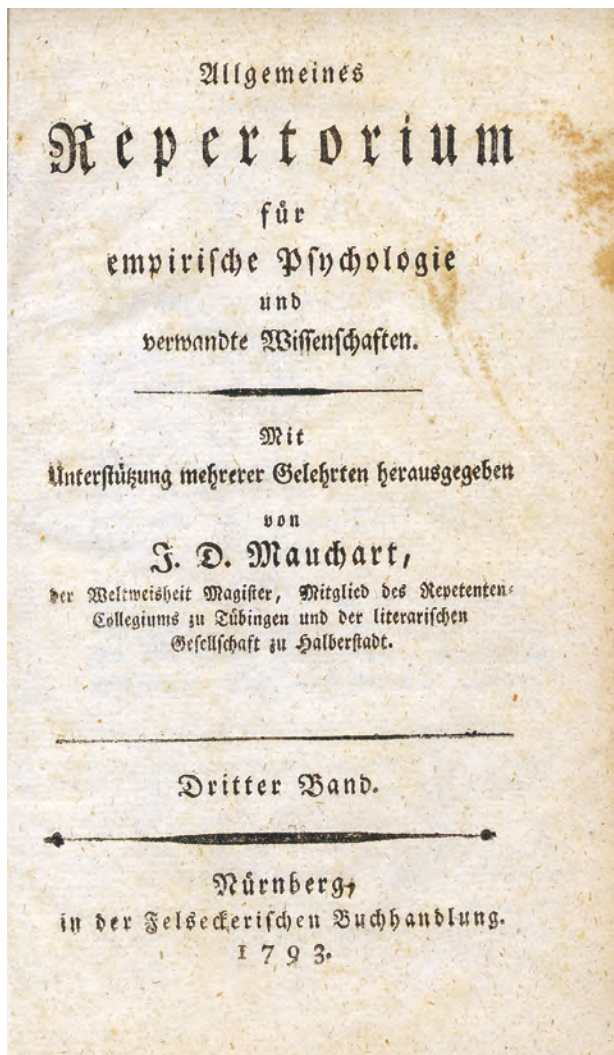 Allgemeines
Repertorium
für
empirische Psychologie
und
verwandte Wissenschaften.
Mit
Unterstützung mehrerer Gelehrten herausgegeben
von
J. D. Mauchart,
der Weltweisheit Magister, Mitglied des Repetenten-
Collegiums zu Tübingen und der literarischen
Gesellschaft zu Halberstadt.
Dritter Band.
Nürnberg,
in der Felseckerischen Buchhandlung.
1793.